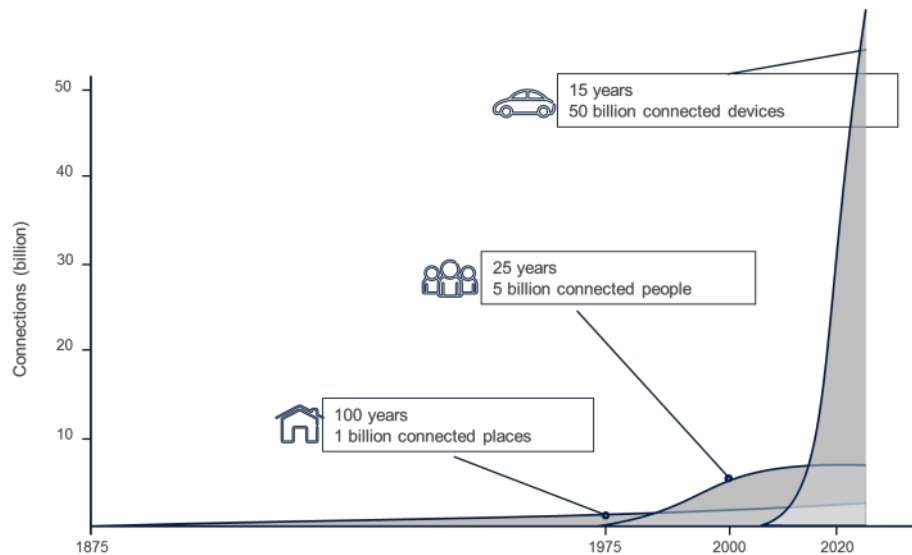 50
15 years
50 billion connected devices
40
Connections (billion)
30
25 years
5 billion connected people
20
10
100 years
1 billion connected places
1875
1975
2000
2020